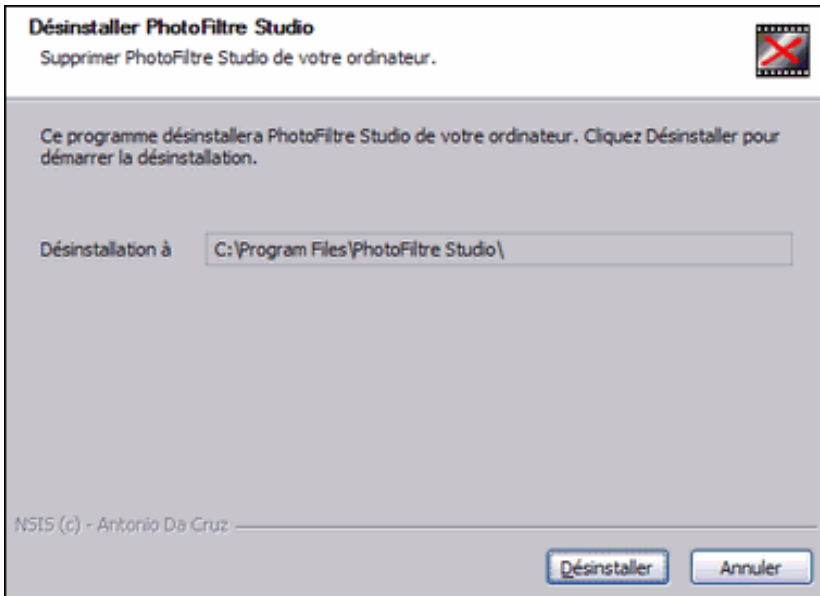 Désinstaller PhotoFiltre Studio
Supprimer PhotoFiltre Studio de votre ordinateur.
Ce programme désinstallera PhotoFiltre Studio de votre ordinateur. Cliquez Désinstaller pour
démarrer la désinstallation.
Désinstallation à C:\Program Files\PhotoFiltre Studio\
NSIS (c) - Antonio Da Cruz
Désinstaller Annuler